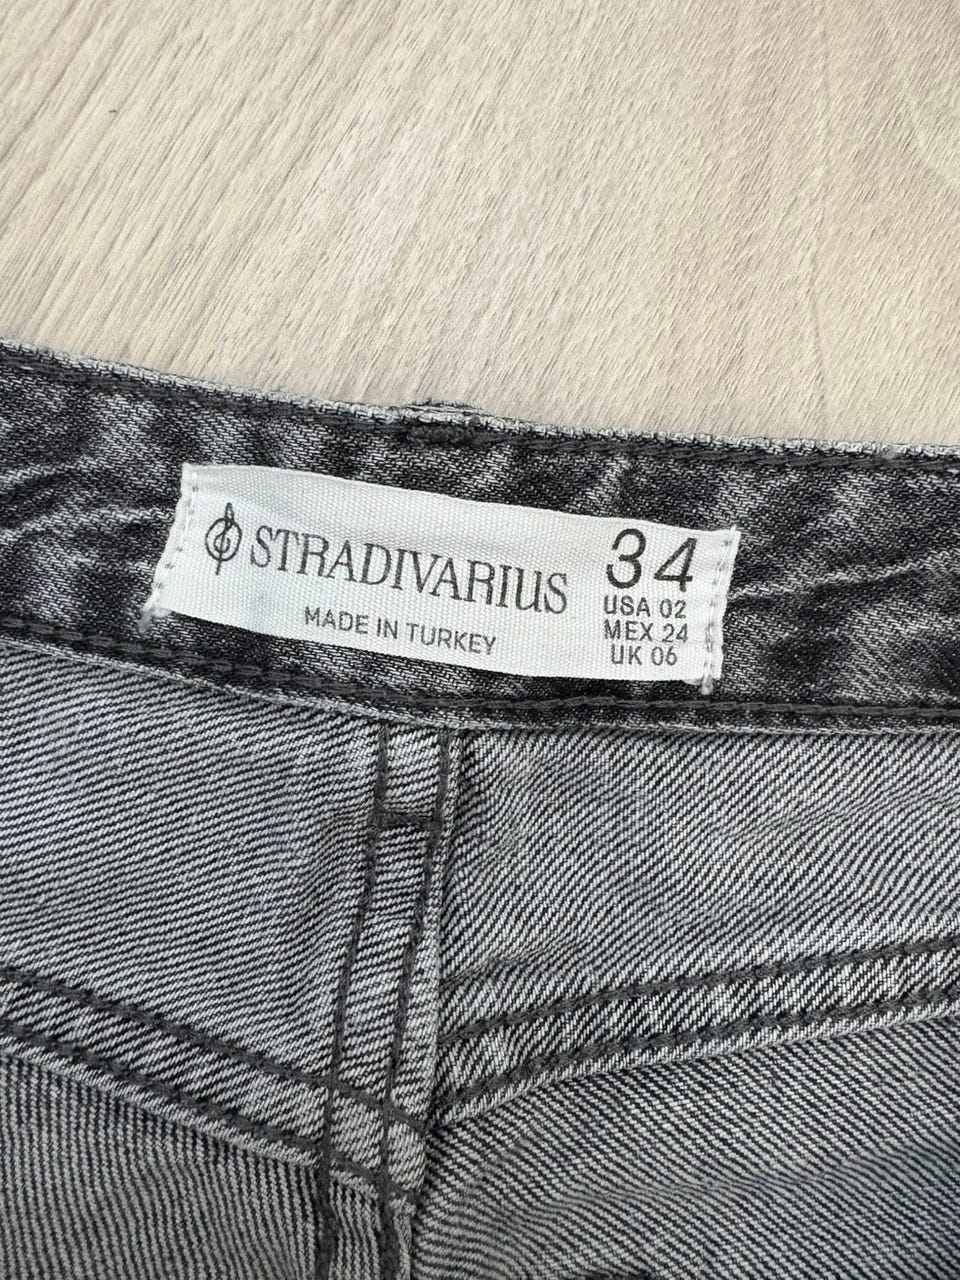 STRADIVARIUS
MADE IN TURKEY
34
USA 02
MEX 24
UK 06